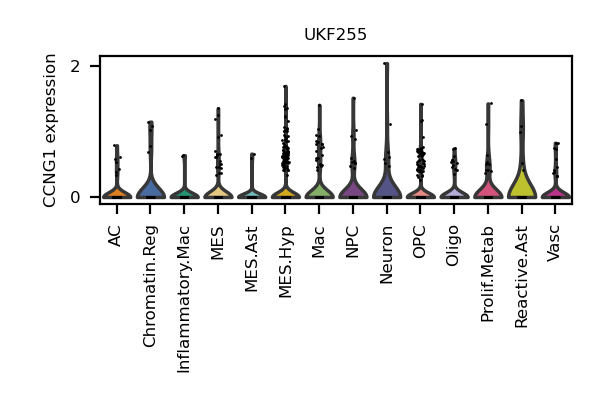 UKF255
CCNG1 expression
2
0
AC
Chromatin.Reg
Inflammatory.Mac
MES
MES.Ast
MES.Hyp
Mac
NPC
Neuron
OPC
Oligo
Prolif.Metab
Reactive.Ast
Vasc